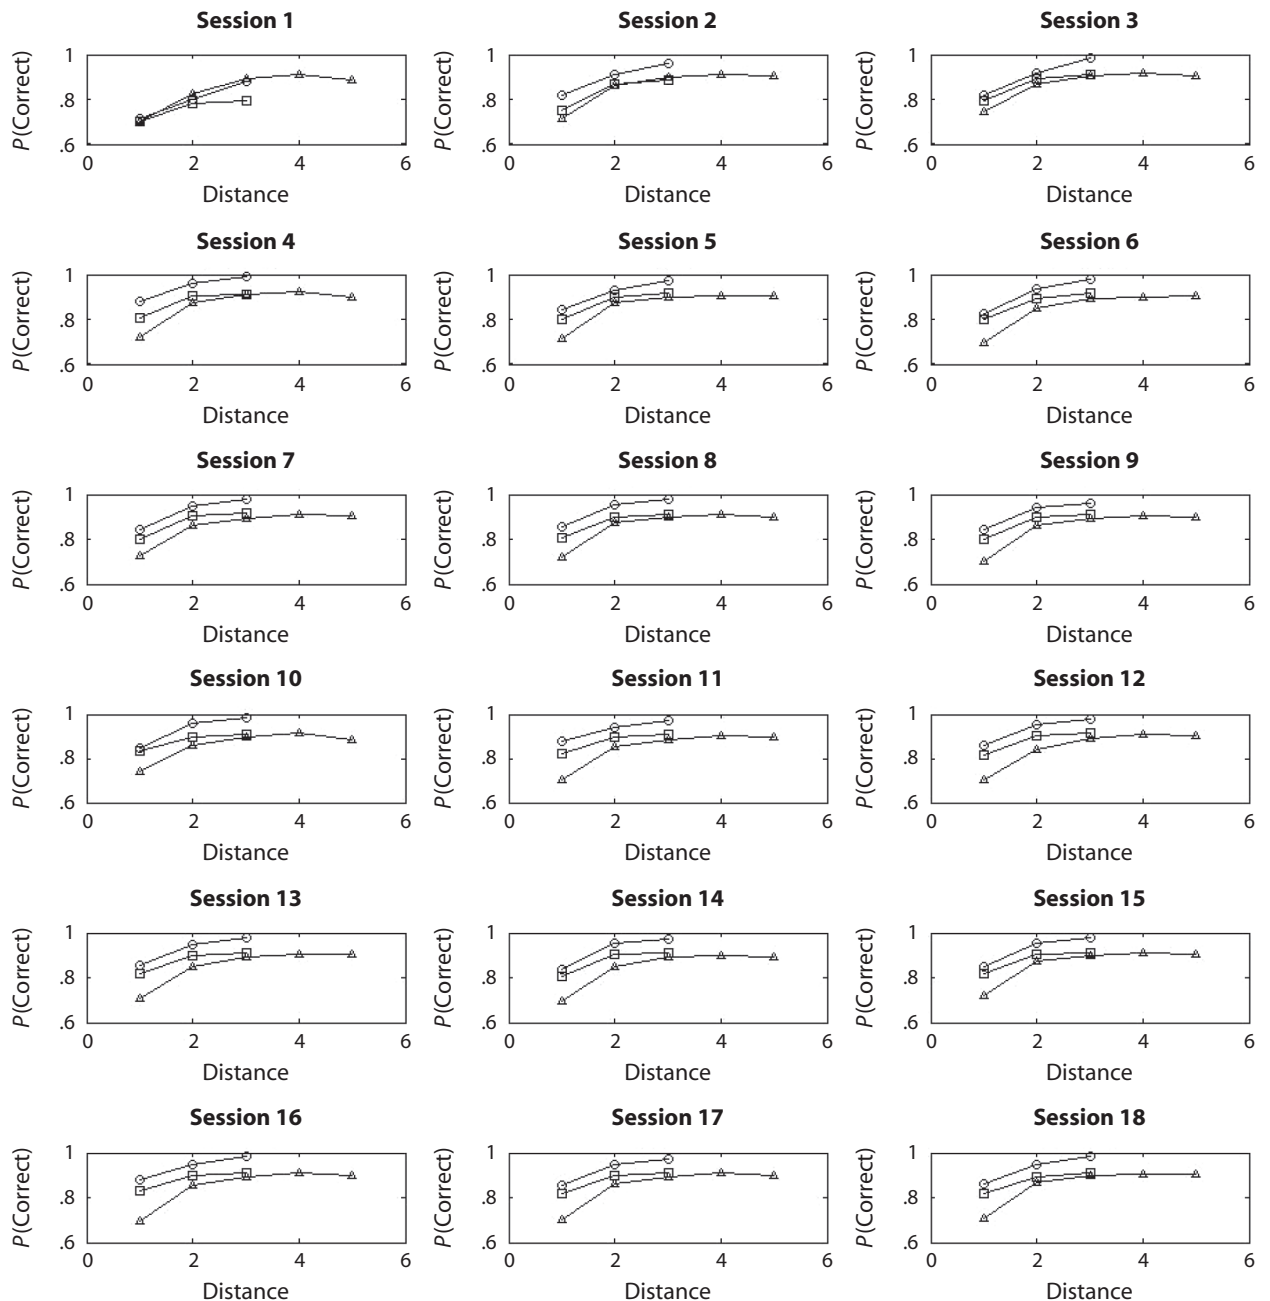 Session 1
P(Correct)
1
.8
.6
0
2
4
6
Distance
Session 2
P(Correct)
1
.8
.6
0
2
4
6
Distance
Session 3
P(Correct)
1
.8
.6
0
2
4
6
Distance
Session 4
P(Correct)
1
.8
.6
0
2
4
6
Distance
Session 5
P(Correct)
1
.8
.6
0
2
4
6
Distance
Session 6
P(Correct)
1
.8
.6
0
2
4
6
Distance
Session 7
P(Correct)
1
.8
.6
0
2
4
6
Distance
Session 8
P(Correct)
1
.8
.6
0
2
4
6
Distance
Session 9
P(Correct)
1
.8
.6
0
2
4
6
Distance
Session 10
P(Correct)
1
.8
.6
0
2
4
6
Distance
Session 11
P(Correct)
1
.8
.6
0
2
4
6
Distance
Session 12
P(Correct)
1
.8
.6
0
2
4
6
Distance
Session 13
P(Correct)
1
.8
.6
0
2
4
6
Distance
Session 14
P(Correct)
1
.8
.6
0
2
4
6
Distance
Session 15
P(Correct)
1
.8
.6
0
2
4
6
Distance
Session 16
P(Correct)
1
.8
.6
0
2
4
6
Distance
Session 17
P(Correct)
1
.8
.6
0
2
4
6
Distance
Session 18
P(Correct)
1
.8
.6
0
2
4
6
Distance